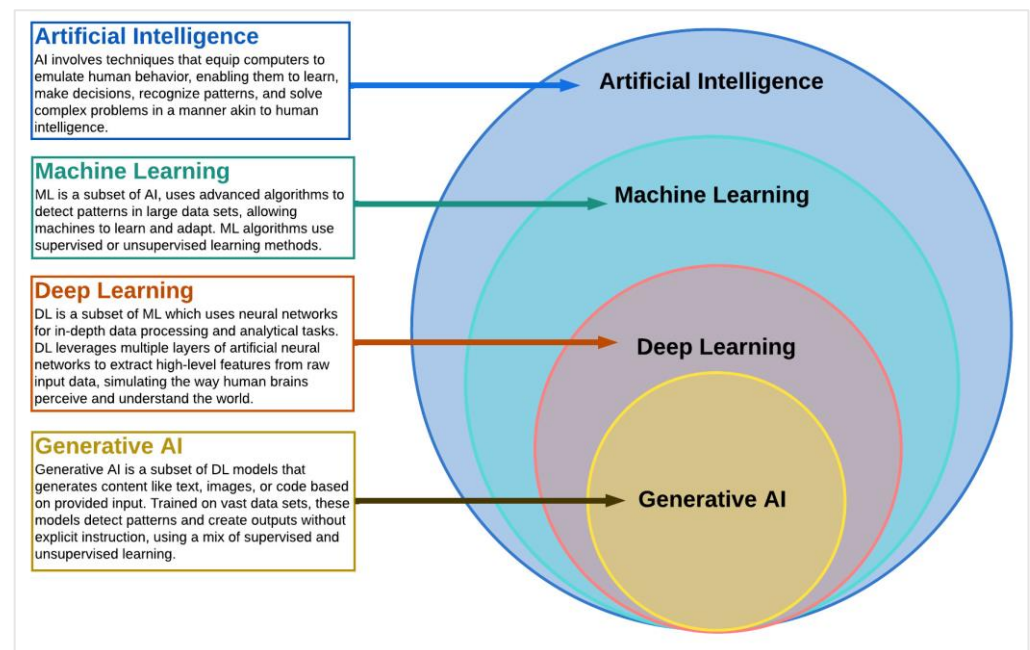 Artificial Intelligence
AI involves techniques that equip computers to
emulate human behavior, enabling them to learn,
make decisions, recognize patterns, and solve
complex problems in a manner akin to human
intelligence.
Machine Learning
ML is a subset of AI, uses advanced algorithms to
detect patterns in large data sets, allowing
machines to learn and adapt. ML algorithms use
supervised or unsupervised learning methods.
Deep Learning
DL is a subset of ML which uses neural networks
for in-depth data processing and analytical tasks.
DL leverages multiple layers of artificial neural
networks to extract high-level features from raw
input data, simulating the way human brains
perceive and understand the world.
Generative AI
Generative AI is a subset of DL models that
generates content like text, images, or code based
on provided input. Trained on vast data sets, these
models detect patterns and create outputs without
explicit instruction, using a mix of supervised and
unsupervised learning.
Artificial Intelligence
Machine Learning
Deep Learning
Generative AI